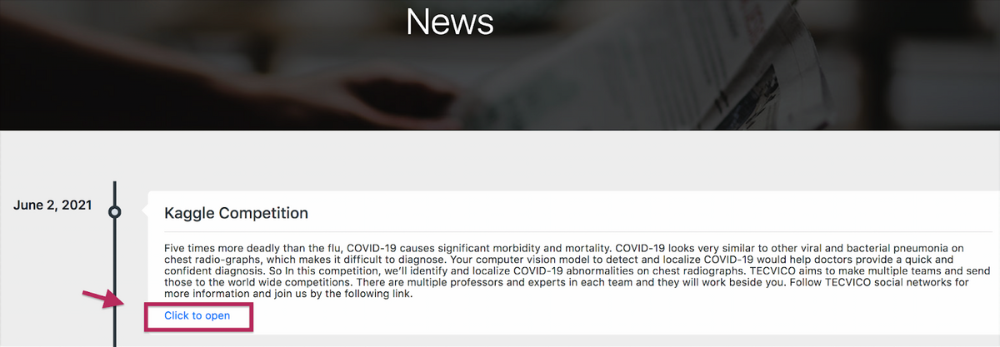 News
June 2, 2021
Kaggle Competition
Five times more deadly than the flu, COVID-19 causes significant morbidity and mortality. COVID-19 looks very similar to other viral and bacterial pneumonia on
chest radio-graphs, which makes it difficult to diagnose. Your computer vision model to detect and localize COVID-19 would help doctors provide a quick and
confident diagnosis. So In this competition, we'll identify and localize COVID-19 abnormalities on chest radiographs. TECVICO aims to make multiple teams and send
those to the world wide competitions. There are multiple professors and experts in each team and they will work beside you. Follow TECVICO social networks for
more information and join us by the following link.
Click to open